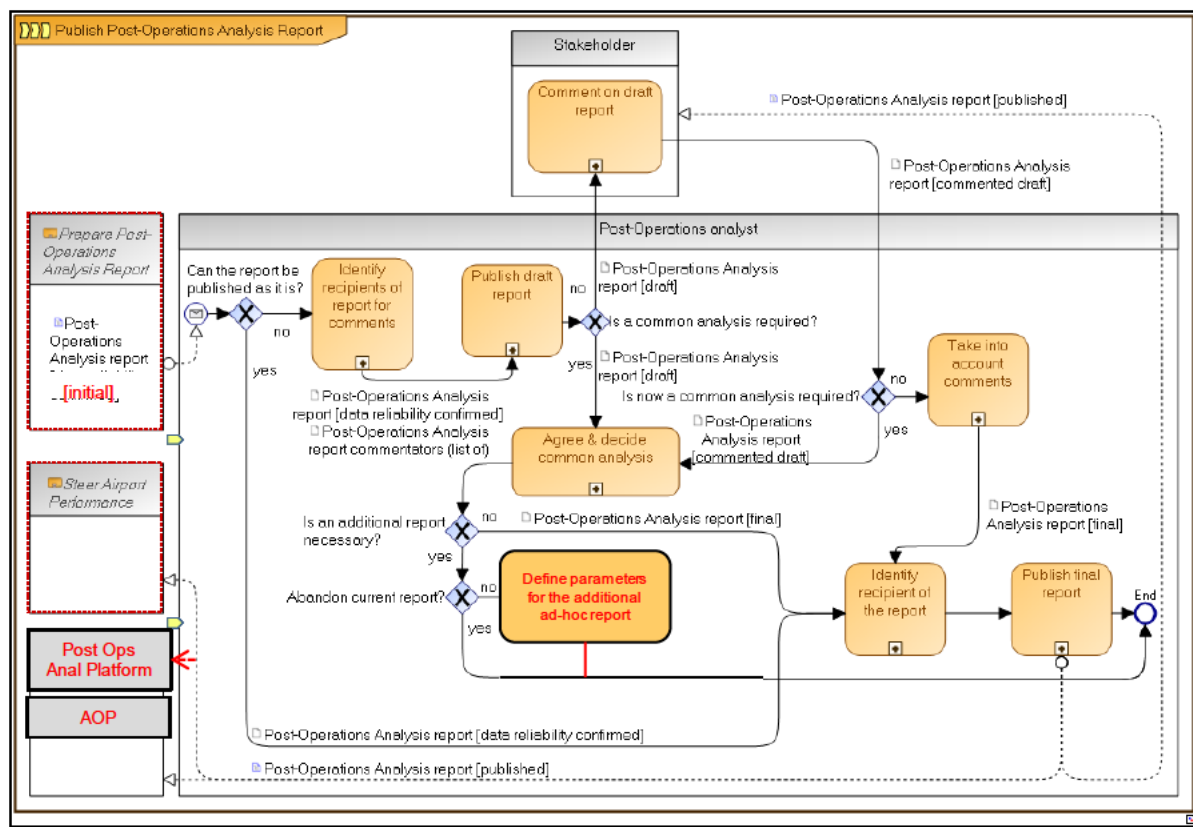 Publish Post-Operations Analysis Report
Stakeholder
Comment on draft
report
Post-Operations Analysis report [published]
Post-Operations Analysis
report [commented draft]
Prepare Post-
Operations
Analysis Report
Post-
Operations
Analysis report
[initial]
Post-Operations analyst
Can the report be
published as it is?
no
yes
Identify
recipients of
report for
comments
Publish draft
report
no
Post-Operations Analysis
report [draft]
Is a common analysis required?
yes
Post-Operations Analysis
report [draft]
Is now a common analysis required?
no
yes
Take into
account
comments
Post-Operations Analysis
report [data reliability confirmed]
Post-Operations Analysis
report commentators (list of)
Agree & decide
common analysis
Post-Operations
Analysis report
[commented draft]
Steer Airport
Performance
Is an additional report
necessary?
no
Post-Operations Analysis report [final]
yes
Post-Operations
Analysis report [final]
Abandon current report?
no
yes
Define parameters
for the additional
ad-hoc report
Identify
recipient of
the report
Publish final
report
End
Post Ops
Anal Platform
AOP
Post-Operations Analysis report [data reliability confirmed]
Post-Operations Analysis report [published]